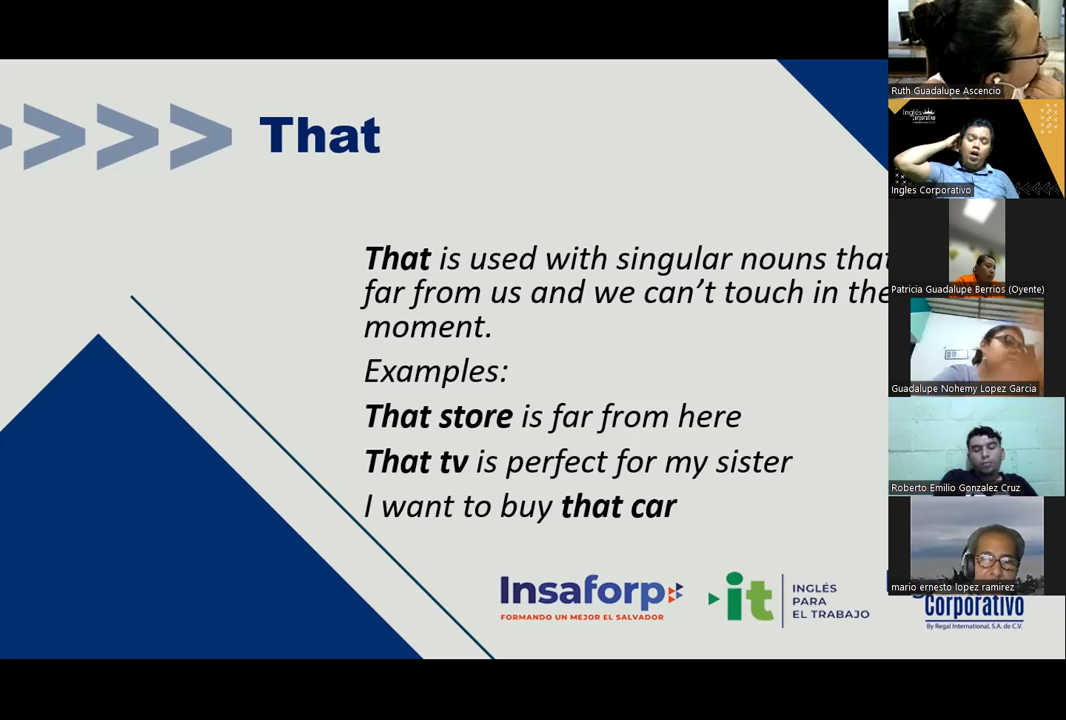 That
That is used with singular nouns that
far from us and we can’t touch in the
moment.
Examples:
That store is far from here
That tv is perfect for my sister
I want to buy that car
Insaforp
FORMANDO UN MEJOR EL SALVADOR
it
INGLÉS
PARA
EL TRABAJO
Corporativo
By Regal International, S.A. de C.V.
Ruth Guadalupe Ascencio
Inglés
Corporativo
Ingles Corporativo
Patricia Guadalupe Berrios (Oyente)
Guadalupe Nohemy Lopez Garcia
Roberto Emilio Gonzalez Cruz
mario ernesto lopez ramirez